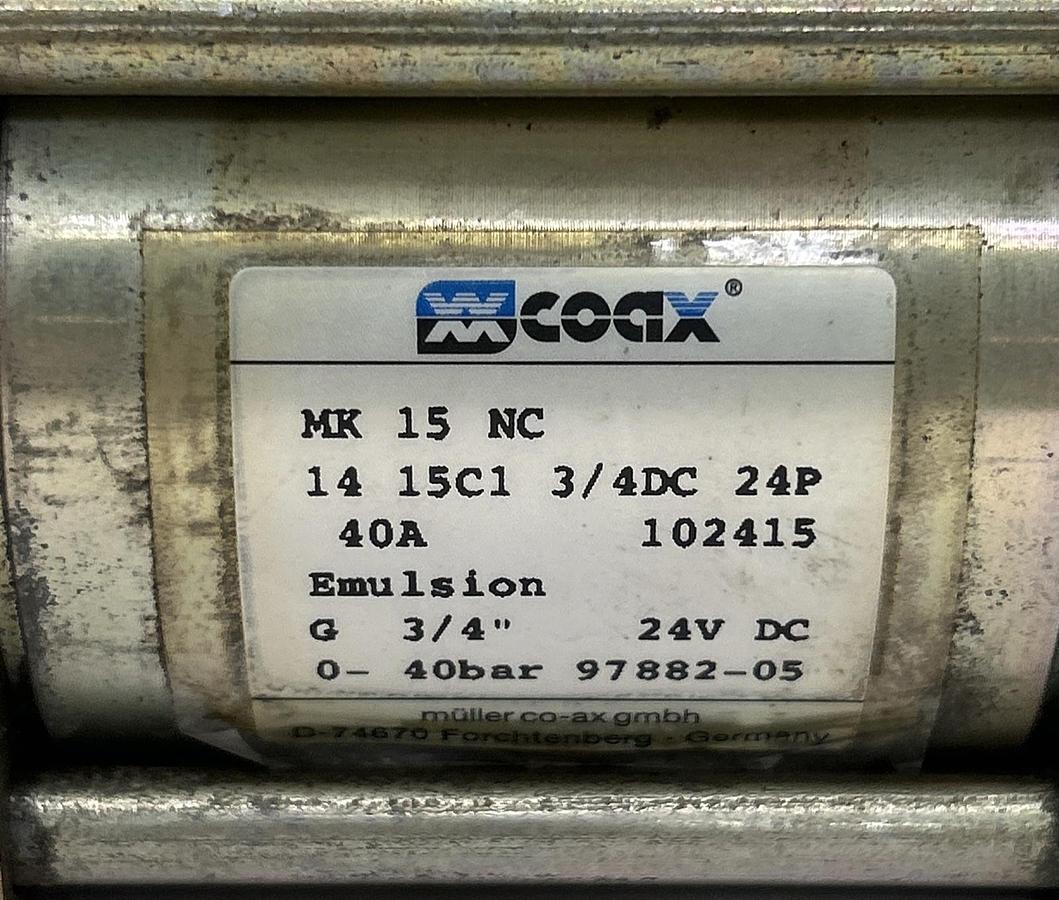 coax®
MK 15 NC
14 15C1 3/4DC 24P
40A 102415
Emulsion
G 3/4" 24V DC
0- 40bar 97882-05
müller co-ax gmbh
D-74670 Forchtenberg · Germany